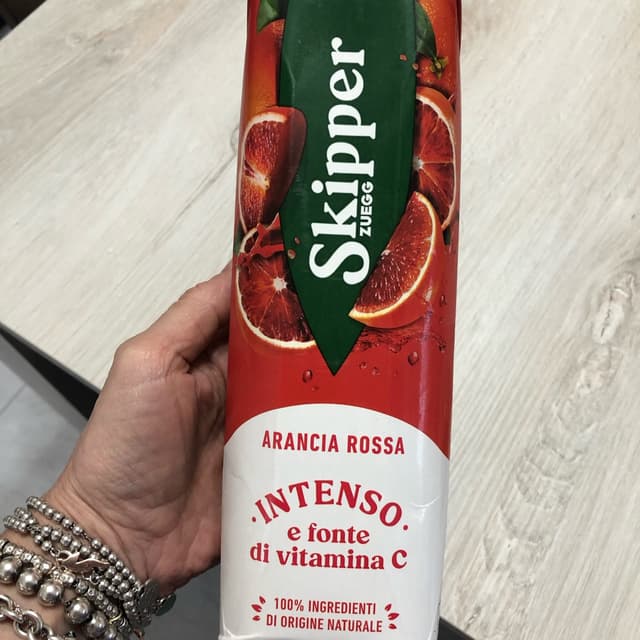 Skipper
ZUEGG
ARANCIA ROSSA
·INTENSO·
e fonte
di vitamina C
100% INGREDIENTI
DI ORIGINE NATURALE